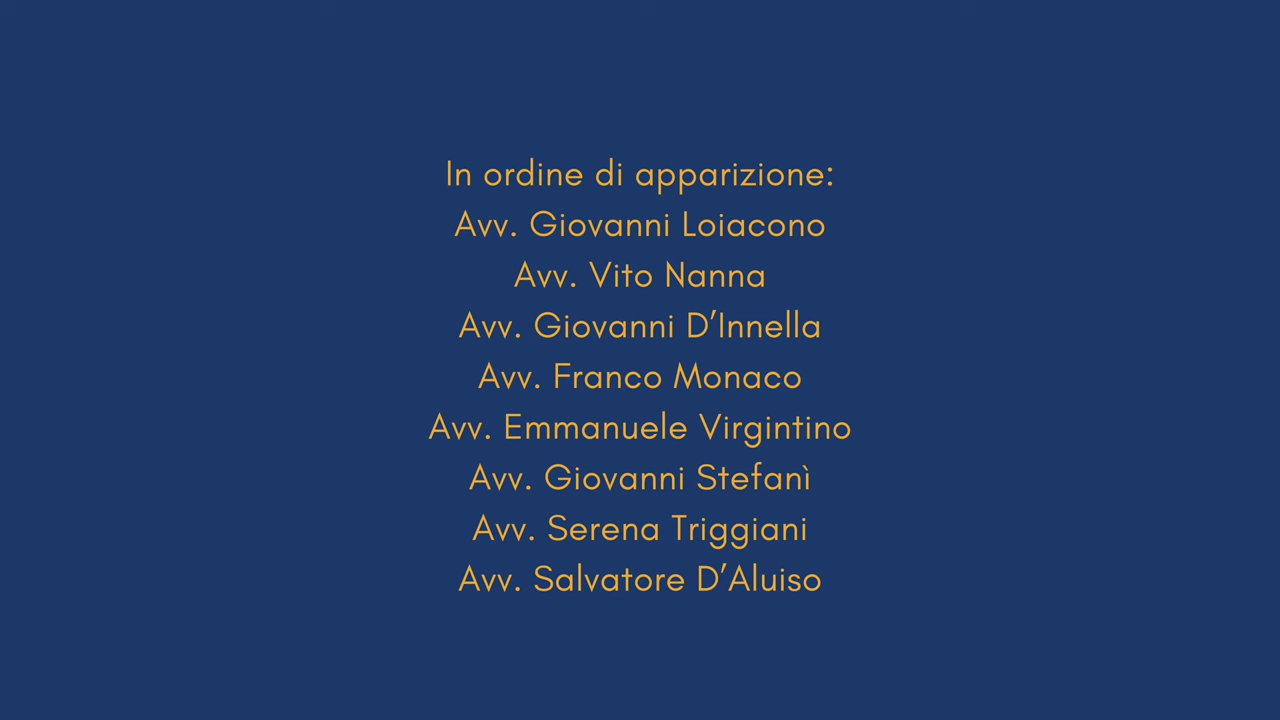 In ordine di apparizione:
Avv. Giovanni Loiacono
Avv. Vito Nanna
Avv. Giovanni D’Innella
Avv. Franco Monaco
Avv. Emmanuele Virgintino
Avv. Giovanni Stefanì
Avv. Serena Triggiani
Avv. Salvatore D’Aluiso